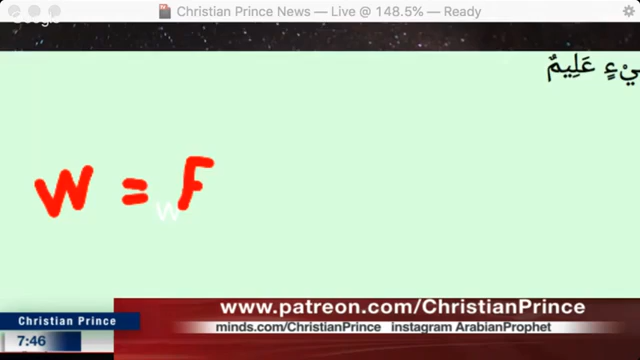 Christian Prince News — Live @ 148.5% — Ready
عَلِيمٌ
W = F
W
www.patreon.com/ChristianPrince
minds.com/ChristianPrince instagram ArabianProphet
Christian Prince
7:46